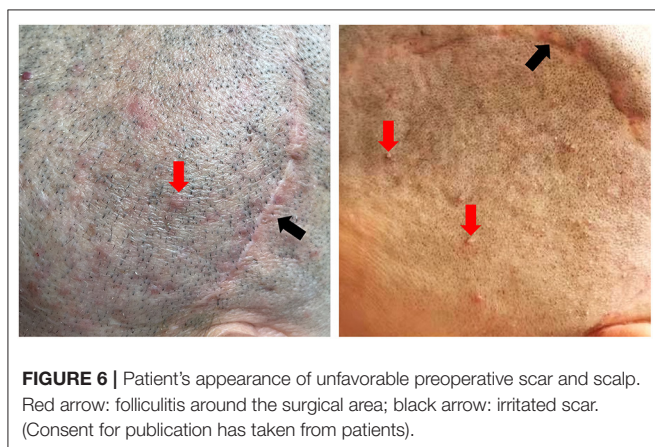 FIGURE 6 | Patient's appearance of unfavorable preoperative scar and scalp.
Red arrow: folliculitis around the surgical area; black arrow: irritated scar.
(Consent for publication has taken from patients).